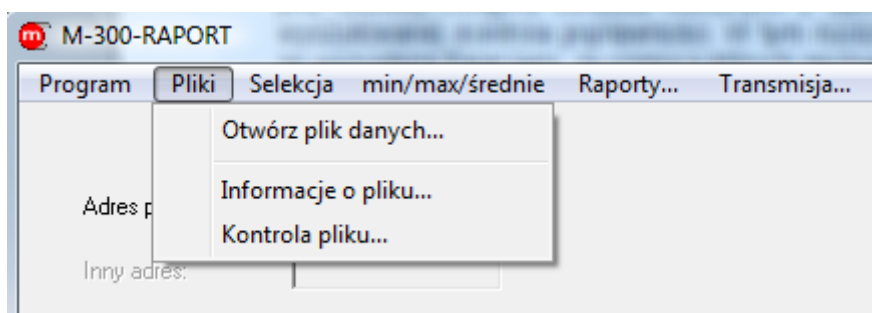 M-300-RAPORT
Program Pliki Selekcja min/max/średnie Raporty... Transmisja...
Otwórz plik danych...
Informacje o pliku...
Adres
Kontrola pliku...
Inny adres: